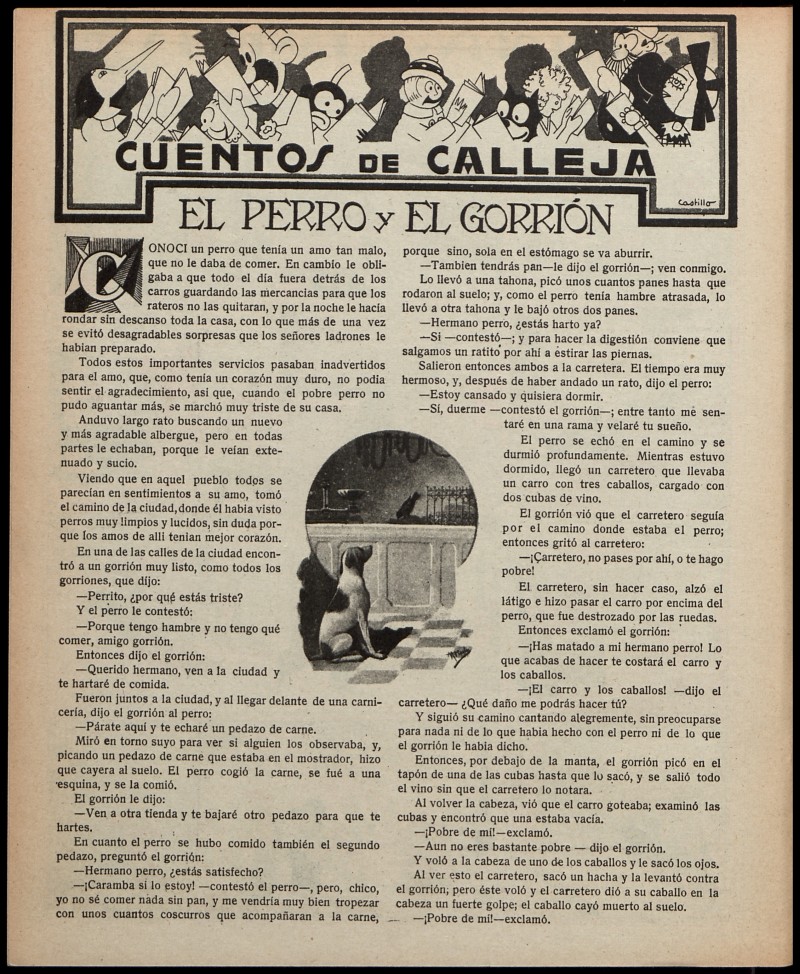 CUENTOS DE CALLEJA
Castillo
EL PERRO y EL GORRIÓN
CONOCI un perro que tenía un amo tan malo,
que no le daba de comer. En cambio le obli-
gaba a que todo el día fuera detrás de los
carros guardando las mercancias para que los
rateros no las quitaran, y por la noche le hacía
rondar sin descanso toda la casa, con lo que más de una vez
se evitó desagradables sorpresas que los señores ladrones le
habían preparado.
Todos estos importantes servicios pasaban inadvertidos
para el amo, que, como tenía un corazón muy duro, no podia
sentir el agradecimiento, así que, cuando el pobre perro no
pudo aguantar más, se marchó muy triste de su casa.
Anduvo largo rato buscando un nuevo
y más agradable albergue, pero en todas
partes le echaban, porque le veían exte-
nuado y sucio.
Viendo que en aquel pueblo todos se
parecían en sentimientos a su amo, tomó
el camino de la ciudad, donde él había visto
perros muy limpios y lucidos, sin duda por-
que los amos de alli tenian mejor corazón.
En una de las calles de la ciudad encon-
tró a un gorrión muy listo, como todos los
gorriones, que dijo:
—Perrito, ¿por qué estás triste?
Y el perro le contestó:
—Porque tengo hambre y no tengo qué
comer, amigo gorrión.
Entonces dijo el gorrión:
—Querido hermano, ven a la ciudad y
te hartaré de comida.
Fueron juntos a la ciudad, y al llegar delante de una carni-
cería, dijo el gorrión al perro:
—Párate aquí y te echaré un pedazo de carne.
Miró en torno suyo para ver si alguien los observaba, y,
picando un pedazo de carne que estaba en el mostrador, hizo
que cayera al suelo. El perro cogió la carne, se fué a una
esquina, y se la comió.
El gorrión le dijo:
—Ven a otra tienda y te bajaré otro pedazo para que te
hartes.
En cuanto el perro se hubo comido también el segundo
pedazo, preguntó el gorrión:
—Hermano perro, ¿estás satisfecho?
—¡Caramba si lo estoy! —contestó el perro—, pero, chico,
yo no sé comer nada sin pan, y me vendría muy bien tropezar
con unos cuantos coscurros que acompañaran a la carne,
porque sino, sola en el estómago se va aburrir.
—Tambien tendrás pan—le dijo el gorrión—; ven conmigo.
Lo llevó a una tahona, picó unos cuantos panes hasta que
rodaron al suelo; y, como el perro tenía hambre atrasada, lo
llevó a otra tahona y le bajó otros dos panes.
—Hermano perro, ¿estás harto ya?
—Si —contestó—; y para hacer la digestión conviene que
salgamos un ratito por ahí a estirar las piernas.
Salieron entonces ambos a la carretera. El tiempo era muy
hermoso, y, después de haber andado un rato, dijo el perro:
—Estoy cansado y quisiera dormir.
—Sí, duerme —contestó el gorrión—; entre tanto me sen-
taré en una rama y velaré tu sueño.
El perro se echó en el camino y se
durmió profundamente. Mientras estuvo
dormido, llegó un carretero que llevaba
un carro con tres caballos, cargado con
dos cubas de vino.
El gorrión vió que el carretero seguía
por el camino donde estaba el perro;
entonces gritó al carretero:
—¡Carretero, no pases por ahí, o te hago
pobre!
El carretero, sin hacer caso, alzó el
látigo e hizo pasar el carro por encima del
perro, que fue destrozado por las ruedas.
Entonces exclamó el gorrión:
—¡Has matado a mi hermano perro! Lo
que acabas de hacer te costará el carro y
los caballos.
—¡El carro y los caballos! —dijo el
carretero— ¿Qué daño me podrás hacer tú?
Y siguió su camino cantando alegremente, sin preocuparse
para nada ni de lo que habia hecho con el perro ni de lo que
el gorrión le habia dicho.
Entonces, por debajo de la manta, el gorrión picó en el
tapón de una de las cubas hasta que lo sacó, y se salió todo
el vino sin que el carretero lo notara.
Al volver la cabeza, vió que el carro goteaba; examinó las
cubas y encontró que una estaba vacía.
—¡Pobre de mí!—exclamó.
—Aun no eres bastante pobre — dijo el gorrión.
Y voló a la cabeza de uno de los caballos y le sacó los ojos.
Al ver esto el carretero, sacó un hacha y la levantó contra
el gorrión; pero éste voló y el carretero dió a su caballo en la
cabeza un fuerte golpe; el caballo cayó muerto al suelo.
—¡Pobre de mí!—exclamó.